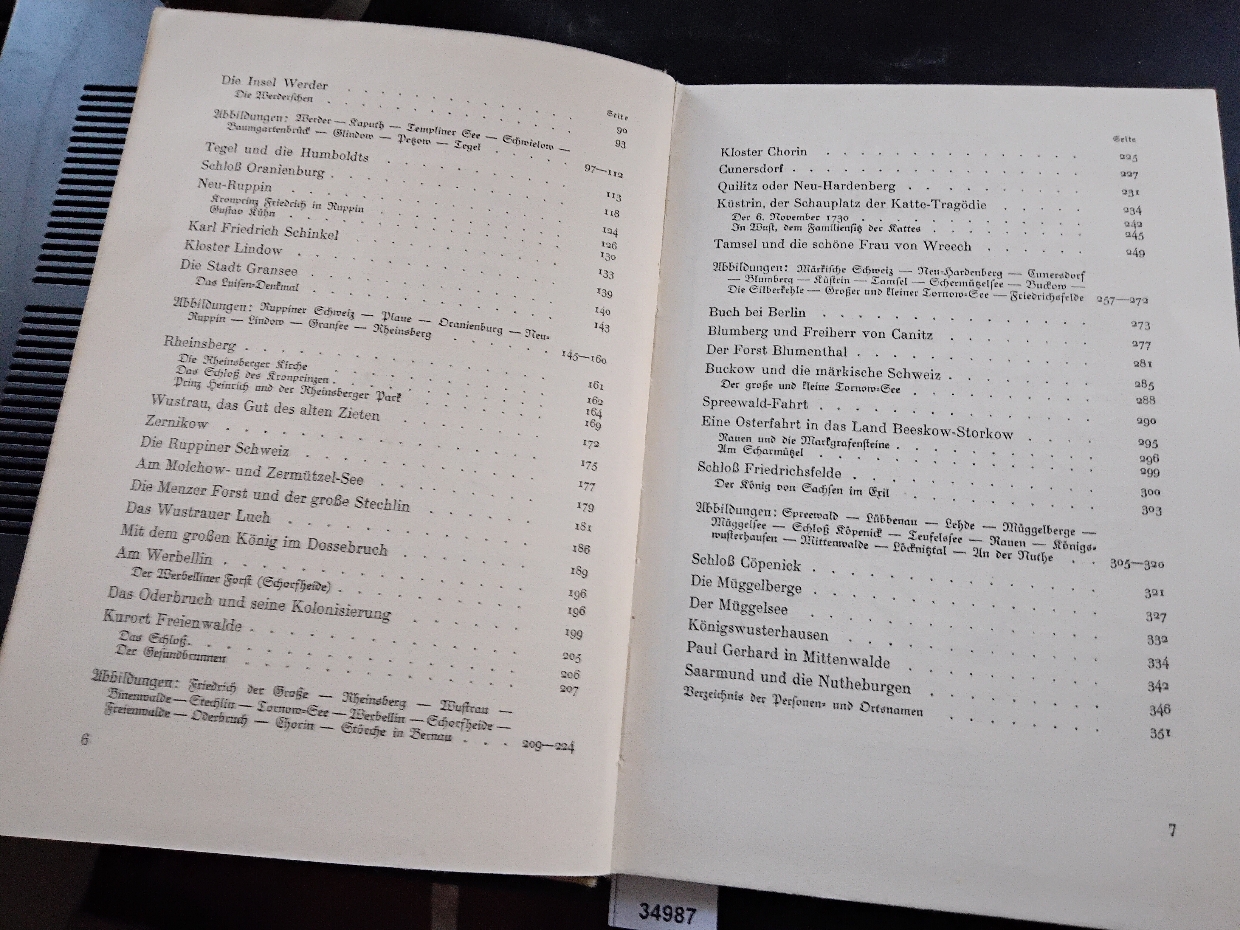 Seite
Die Insel Werder . . . . . . . . . . . . 90
Die Werderschen . . . . . . . . . . . . 93
Abbildungen: Werder — Kaputh — Templiner See — Schwielow —
Baumgartenbrück — Glindow — Petzow — Tegel . . . . 97—112
Tegel und die Humboldts . . . . . . . . . 113
Schloß Oranienburg . . . . . . . . . . . 118
Neu-Ruppin . . . . . . . . . . . . . 124
Kronprinz Friedrich in Ruppin . . . . . . . . 126
Gustav Kühn . . . . . . . . . . . . 130
Karl Friedrich Schinkel . . . . . . . . . . 133
Kloster Lindow . . . . . . . . . . . . 139
Die Stadt Gransee . . . . . . . . . . . 140
Das Luisen-Denkmal . . . . . . . . . . . 143
Abbildungen: Ruppiner Schweiz — Plaue — Oranienburg — Neu-
Ruppin — Lindow — Gransee — Rheinsberg . . . . . 145—160
Rheinsberg . . . . . . . . . . . . . 161
Die Rheinsberger Kirche . . . . . . . . . . 162
Das Schloß des Kronprinzen . . . . . . . . . 164
Prinz Heinrich und der Rheinsberger Park . . . . . 169
Wustrau, das Gut des alten Zieten . . . . . . . 172
Zernikow . . . . . . . . . . . . . . 175
Die Ruppiner Schweiz . . . . . . . . . . 177
Am Molchow- und Zermützel-See . . . . . . . 179
Die Menzer Forst und der große Stechlin . . . . . 181
Das Wustrauer Luch . . . . . . . . . . . 186
Mit dem großen König im Dossebruch . . . . . . 189
Am Werbellin . . . . . . . . . . . . . 196
Der Werbelliner Forst (Schorfheide) . . . . . . . 196
Das Oderbruch und seine Kolonisierung . . . . . . 199
Kurort Freienwalde . . . . . . . . . . . 205
Das Schloß . . . . . . . . . . . . . 206
Der Gesundbrunnen . . . . . . . . . . . 207
Abbildungen: Friedrich der Große — Rheinsberg — Wustrau —
Binenwalde — Stechlin — Tornow-See — Werbellin — Schorfheide —
Freienwalde — Oderbruch — Chorin — Störche in Bernau . . . 209—224
6
Seite
Kloster Chorin . . . . . . . . . . . . 225
Cunersdorf . . . . . . . . . . . . . 227
Quilitz oder Neu-Hardenberg . . . . . . . . 231
Küstrin, der Schauplatz der Katte-Tragödie . . . . . 234
Der 6. November 1730 . . . . . . . . . . 242
In Wust, dem Familiensitz der Kattes . . . . . . 245
Tamsel und die schöne Frau von Wreech . . . . . 249
Abbildungen: Märkische Schweiz — Neu-Hardenberg — Cunersdorf
— Blumberg — Küstrin — Tamsel — Schermützelsee — Buckow —
Die Silberkehle — Großer und kleiner Tornow-See — Friedrichsfelde 257—272
Buch bei Berlin . . . . . . . . . . . . 273
Blumberg und Freiherr von Canitz . . . . . . . 277
Der Forst Blumenthal . . . . . . . . . . 281
Buckow und die märkische Schweiz . . . . . . . 285
Der große und kleine Tornow-See . . . . . . . 288
Spreewald-Fahrt . . . . . . . . . . . . 290
Eine Osterfahrt in das Land Beeskow-Storkow . . . . 295
Rauen und die Markgrafensteine . . . . . . . . 296
Am Scharmützel . . . . . . . . . . . . 299
Schloß Friedrichsfelde . . . . . . . . . . 300
Der König von Sachsen im Exil . . . . . . . . 303
Abbildungen: Spreewald — Lübbenau — Lehde — Müggelberge —
Müggelsee — Schloß Köpenick — Teufelssee — Rauen — Königs-
wusterhausen — Mittenwalde — Löcknitztal — An der Nuthe . . 305—320
Schloß Cöpenick . . . . . . . . . . . . 321
Die Müggelberge . . . . . . . . . . . . 327
Der Müggelsee . . . . . . . . . . . . 332
Königswusterhausen . . . . . . . . . . . 334
Paul Gerhard in Mittenwalde . . . . . . . . 342
Saarmund und die Nutheburgen . . . . . . . . 346
Verzeichnis der Personen- und Ortsnamen . . . . . . 351
7
34987